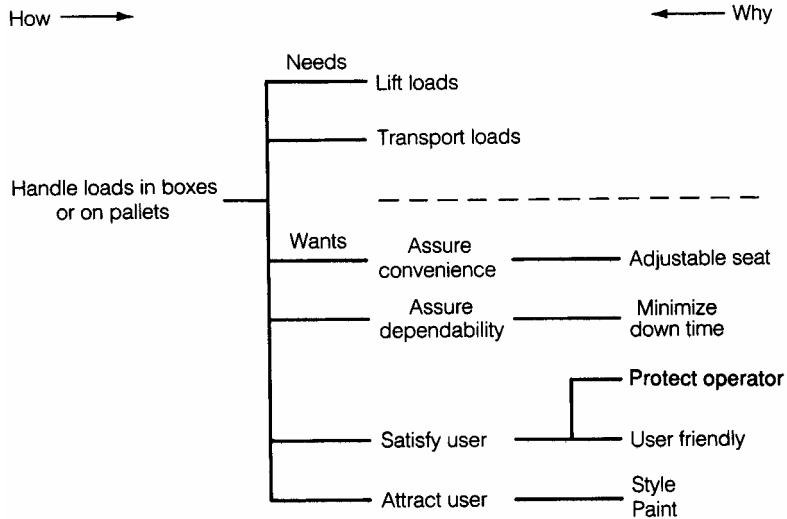 How
Why
Needs
Lift loads
Transport loads
Handle loads in boxes
or on pallets
Wants
Assure
convenience
Adjustable seat
Assure
dependability
Minimize
down time
Protect operator
Satisfy user
User friendly
Attract user
Style
Paint